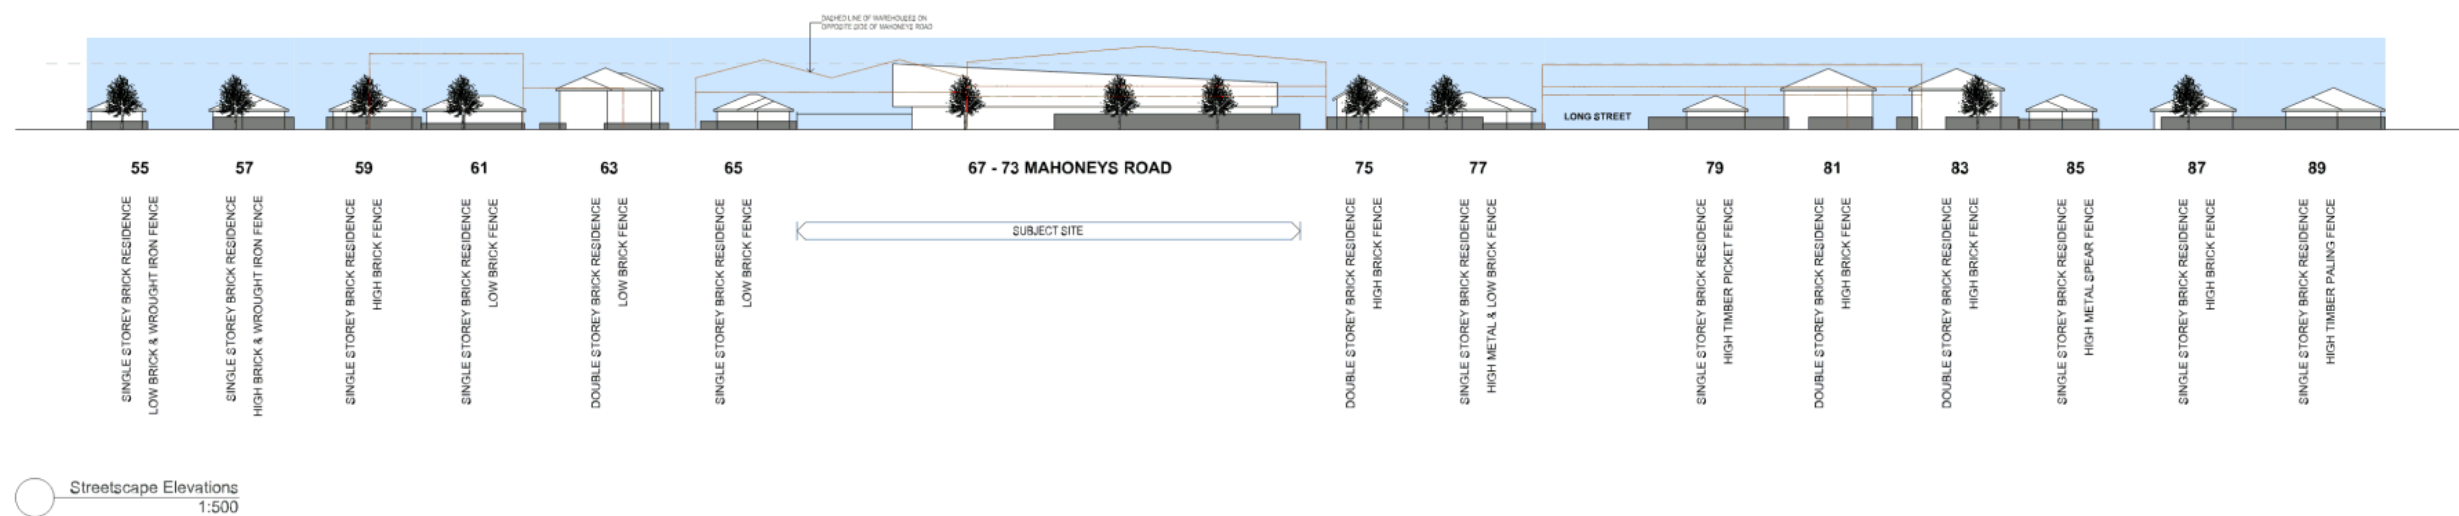 DASHED LINE OF WAREHOUSES ON
OPPOSITE SIDE OF MAHONEYS ROAD
LONG STREET
55
57
59
61
63
65
67 - 73 MAHONEYS ROAD
75
77
79
81
83
85
87
89
SUBJECT SITE
SINGLE STOREY BRICK RESIDENCE
LOW BRICK & WROUGHT IRON FENCE
SINGLE STOREY BRICK RESIDENCE
HIGH BRICK & WROUGHT IRON FENCE
SINGLE STOREY BRICK RESIDENCE
HIGH BRICK FENCE
SINGLE STOREY BRICK RESIDENCE
LOW BRICK FENCE
DOUBLE STOREY BRICK RESIDENCE
LOW BRICK FENCE
SINGLE STOREY BRICK RESIDENCE
LOW BRICK FENCE
DOUBLE STOREY BRICK RESIDENCE
HIGH BRICK FENCE
SINGLE STOREY BRICK RESIDENCE
HIGH METAL & LOW BRICK FENCE
SINGLE STOREY BRICK RESIDENCE
HIGH TIMBER PICKET FENCE
DOUBLE STOREY BRICK RESIDENCE
HIGH BRICK FENCE
DOUBLE STOREY BRICK RESIDENCE
HIGH BRICK FENCE
SINGLE STOREY BRICK RESIDENCE
HIGH METAL SPEAR FENCE
SINGLE STOREY BRICK RESIDENCE
HIGH BRICK FENCE
SINGLE STOREY BRICK RESIDENCE
HIGH TIMBER PALING FENCE
Streetscape Elevations
1:500